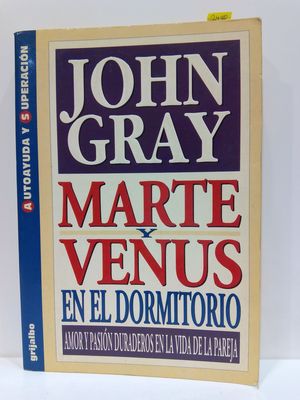 JOHN
GRAY
MARTE
Y
VENUS
EN EL DORMITORIO
AMOR Y PASIÓN DURADEROS EN LA VIDA DE LA PAREJA
AUTOAYUDA Y SUPERACIÓN
grijalbo